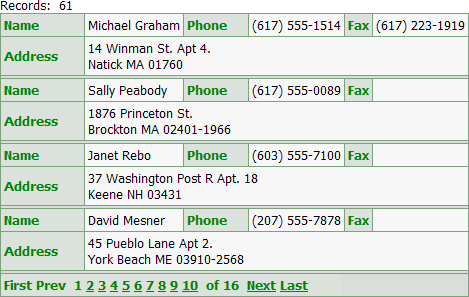 Records: 61
Name Michael Graham Phone (617) 555-1514 Fax (617) 223-1919
Address 14 Winman St. Apt 4.
Natick MA 01760
Name Sally Peabody Phone (617) 555-0089 Fax
Address 1876 Princeton St.
Brockton MA 02401-1966
Name Janet Rebo Phone (603) 555-7100 Fax
Address 37 Washington Post R Apt. 18
Keene NH 03431
Name David Mesner Phone (207) 555-7878 Fax
Address 45 Pueblo Lane Apt 2.
York Beach ME 03910-2568
First Prev 1 2 3 4 5 6 7 8 9 10 of 16 Next Last